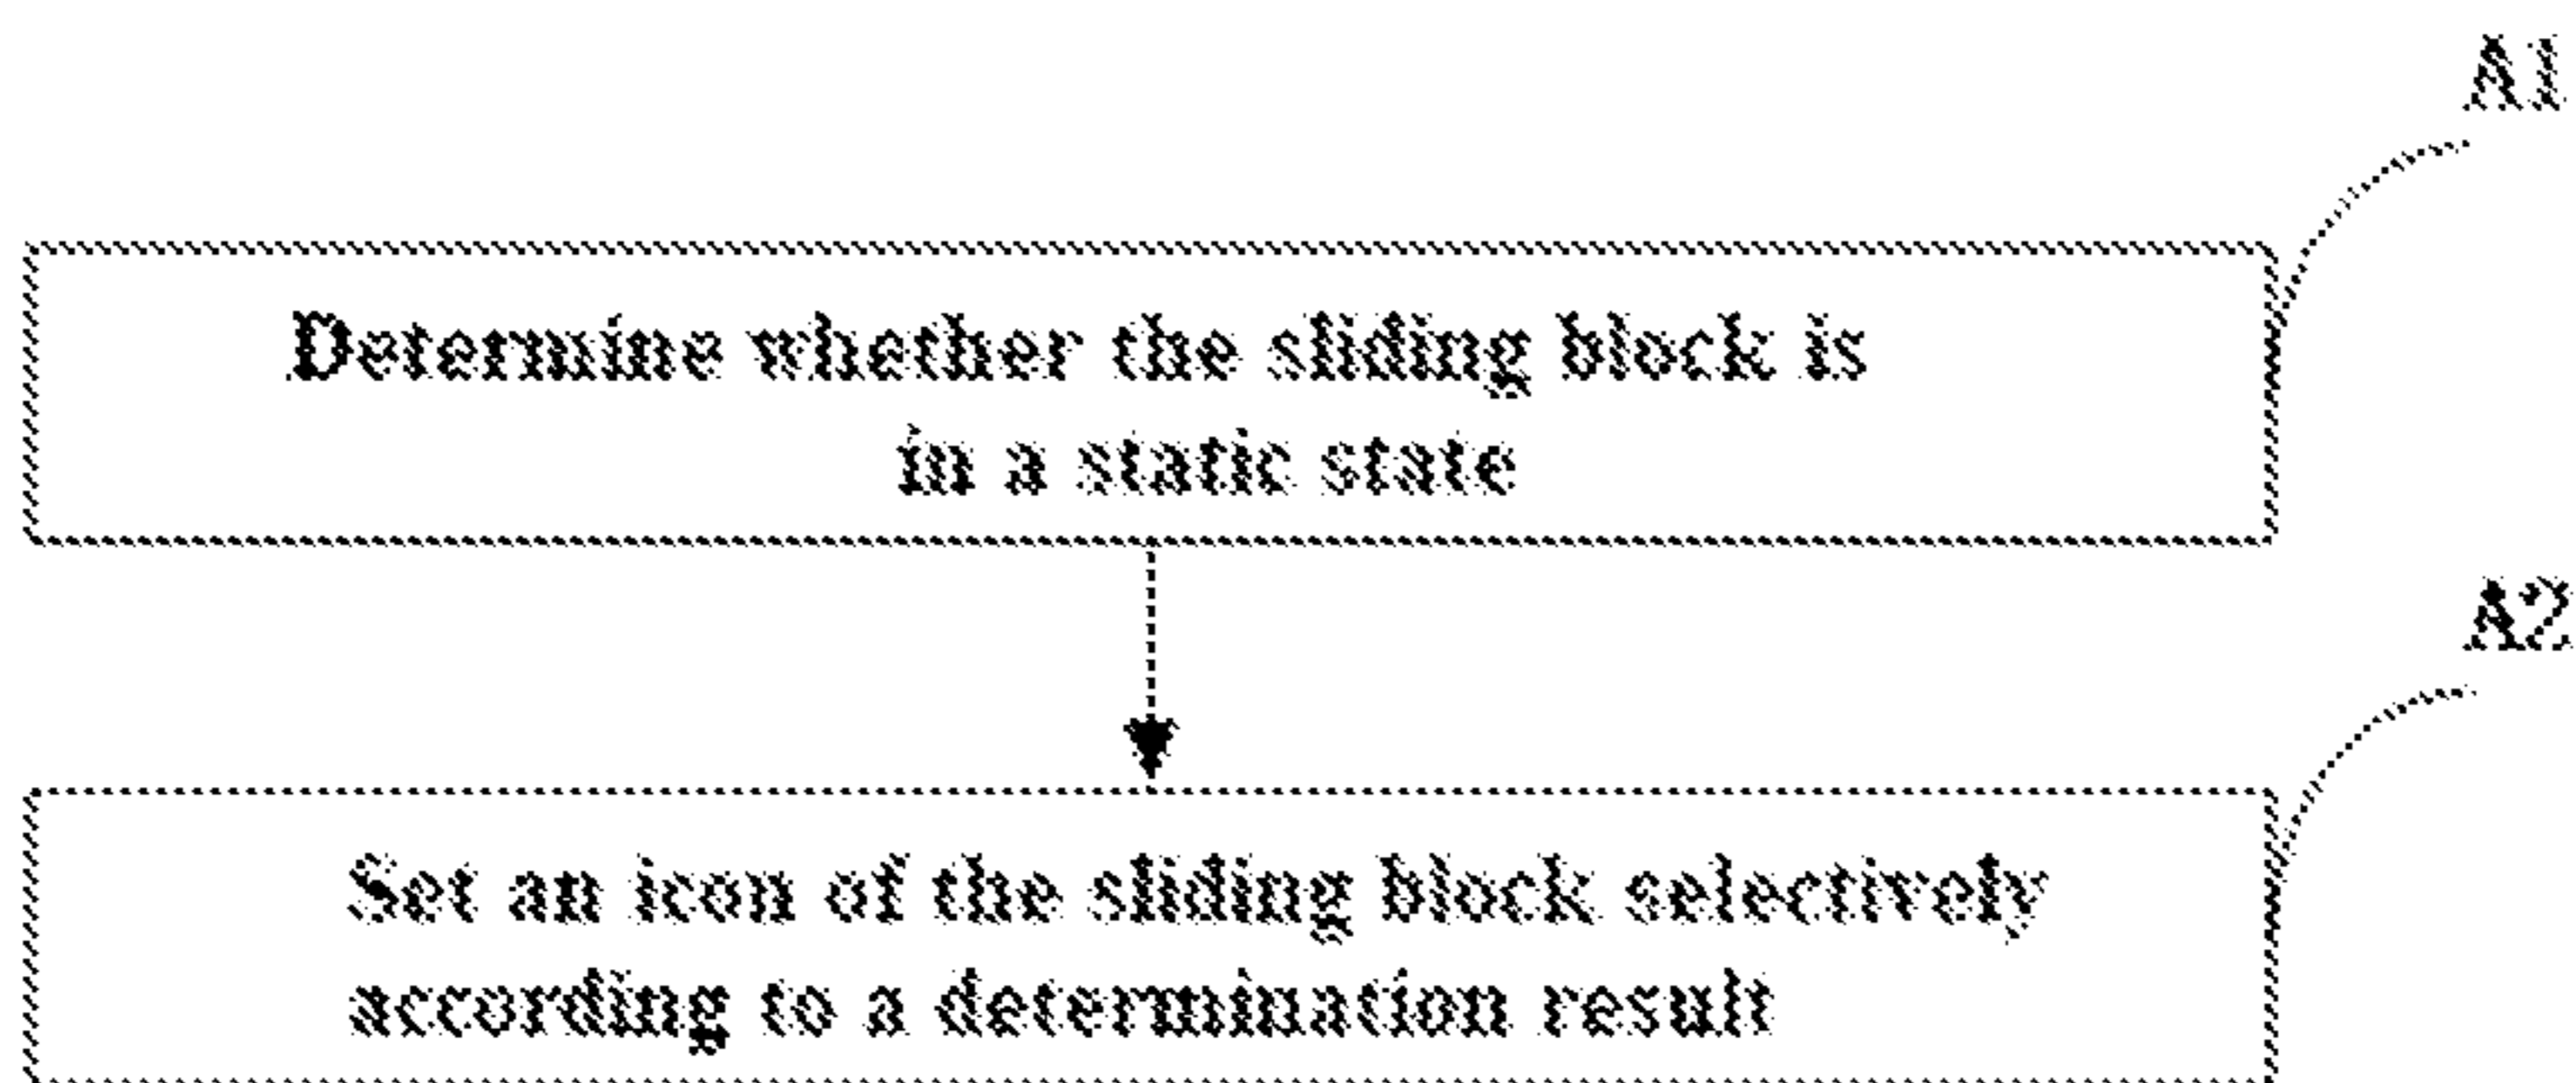 A1
Determine whether the sliding block is
in a static state
A2
Set an icon of the sliding block selectively
according to a determination result